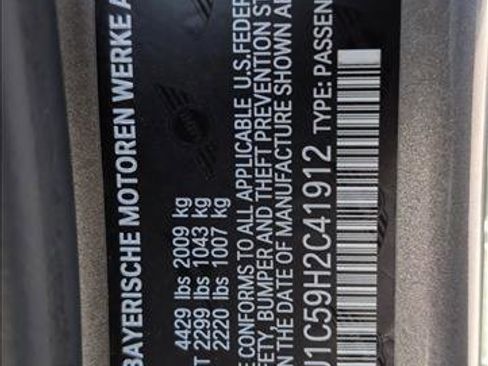 BAYERISCHE MOTOREN WERKE A
4429 lbs 2009 kg
T 2299 lbs 1043 kg
2220 lbs 1007 kg
E CONFORMS TO ALL APPLICABLE U.S.FEDER
FETY, BUMPER AND THEFT PREVENTION ST
N THE DATE OF MANUFACTURE SHOWN AB
J1C59H2C41912 TYPE: PASSEN